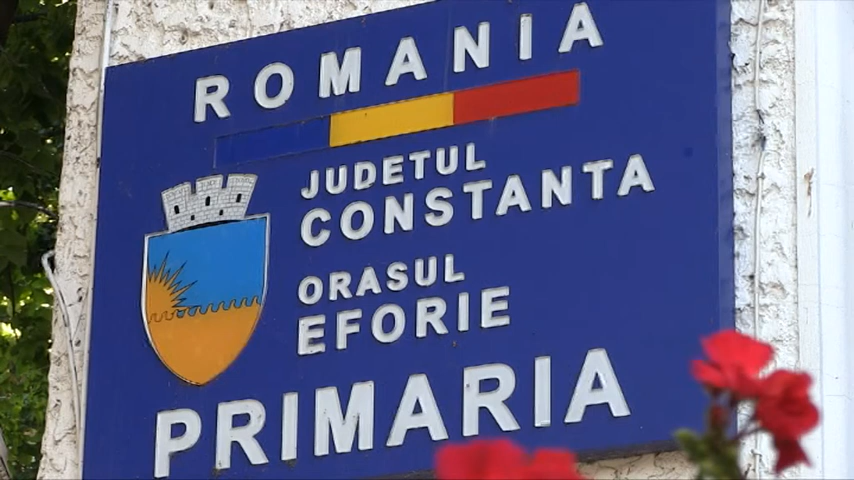 ROMANIA
JUDETUL
CONSTANTA
ORASUL
EFORIE
PRIMARIA